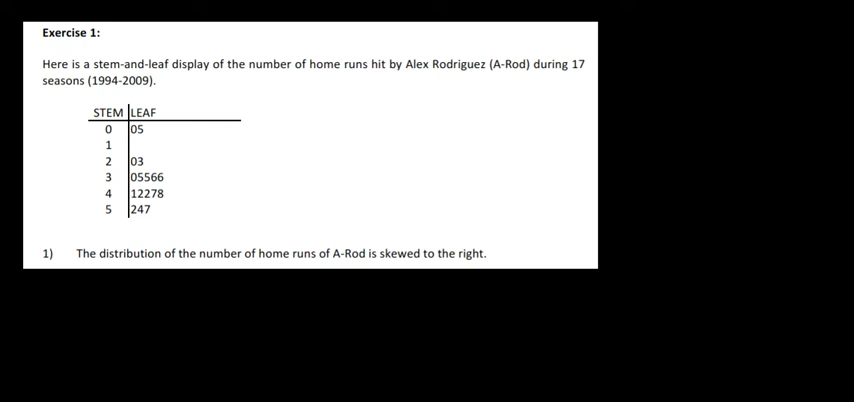 Exercise 1:
Here is a stem-and-leaf display of the number of home runs hit by Alex Rodriguez (A-Rod) during 17
seasons (1994-2009).
STEM LEAF
0 05
1
2 03
3 05566
4 12278
5 247
1) The distribution of the number of home runs of A-Rod is skewed to the right.